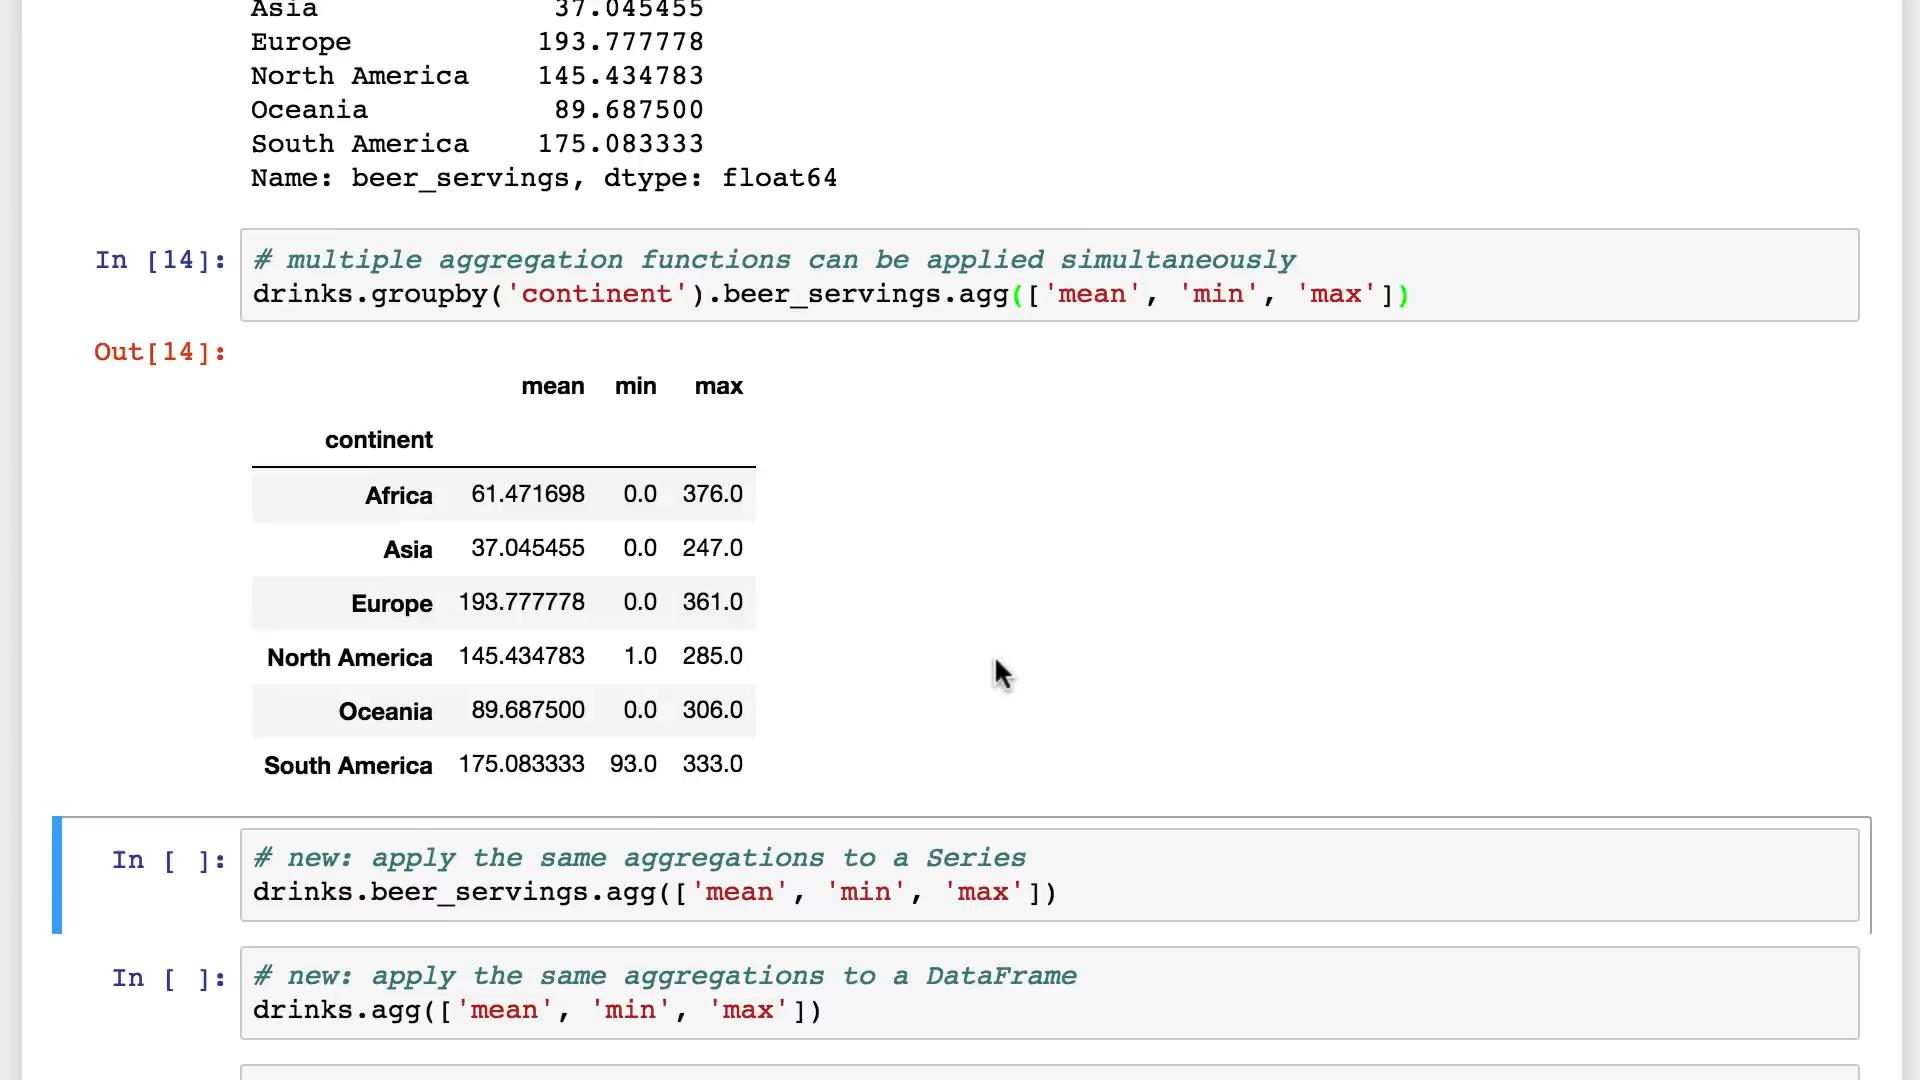 Asia 37.045455
Europe 193.777778
North America 145.434783
Oceania 89.687500
South America 175.083333
Name: beer_servings, dtype: float64
In [14]: # multiple aggregation functions can be applied simultaneously
drinks.groupby('continent').beer_servings.agg(['mean', 'min', 'max'])
Out[14]:
mean min max
continent
Africa 61.471698 0.0 376.0
Asia 37.045455 0.0 247.0
Europe 193.777778 0.0 361.0
North America 145.434783 1.0 285.0
Oceania 89.687500 0.0 306.0
South America 175.083333 93.0 333.0
In [ ]: # new: apply the same aggregations to a Series
drinks.beer_servings.agg(['mean', 'min', 'max'])
In [ ]: # new: apply the same aggregations to a DataFrame
drinks.agg(['mean', 'min', 'max'])